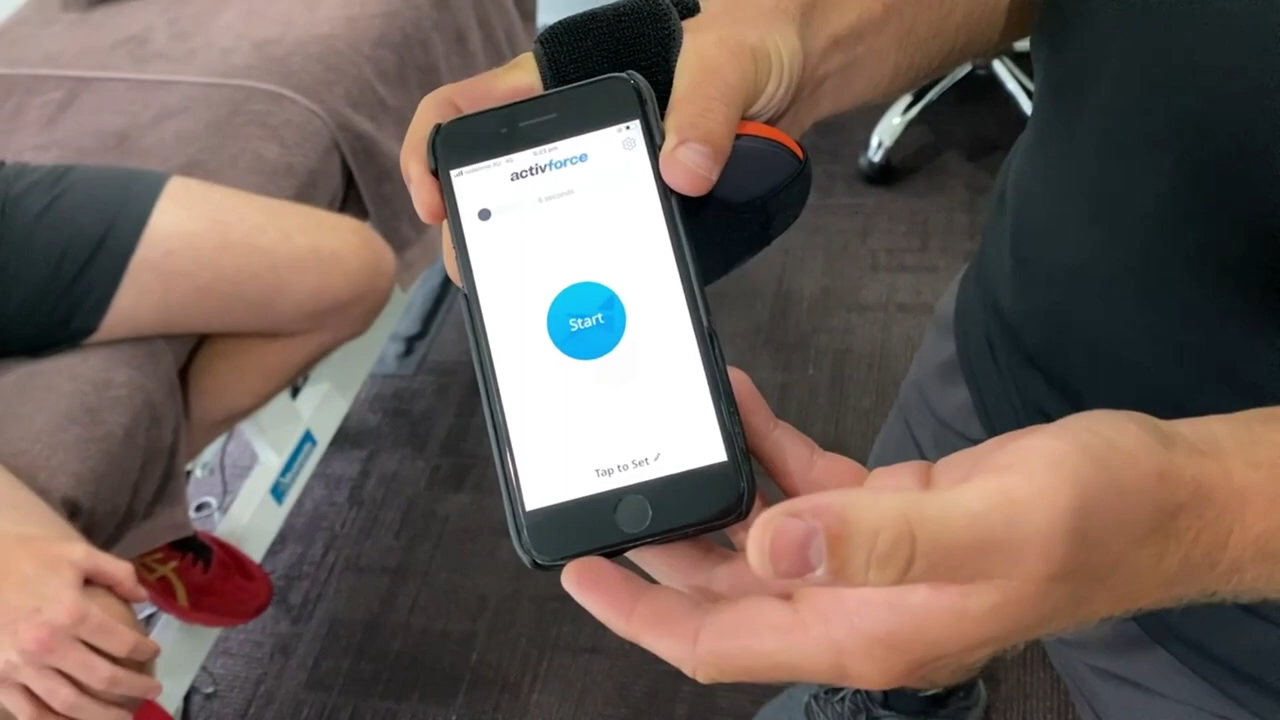 activforce
6 seconds
Start
Tap to Set